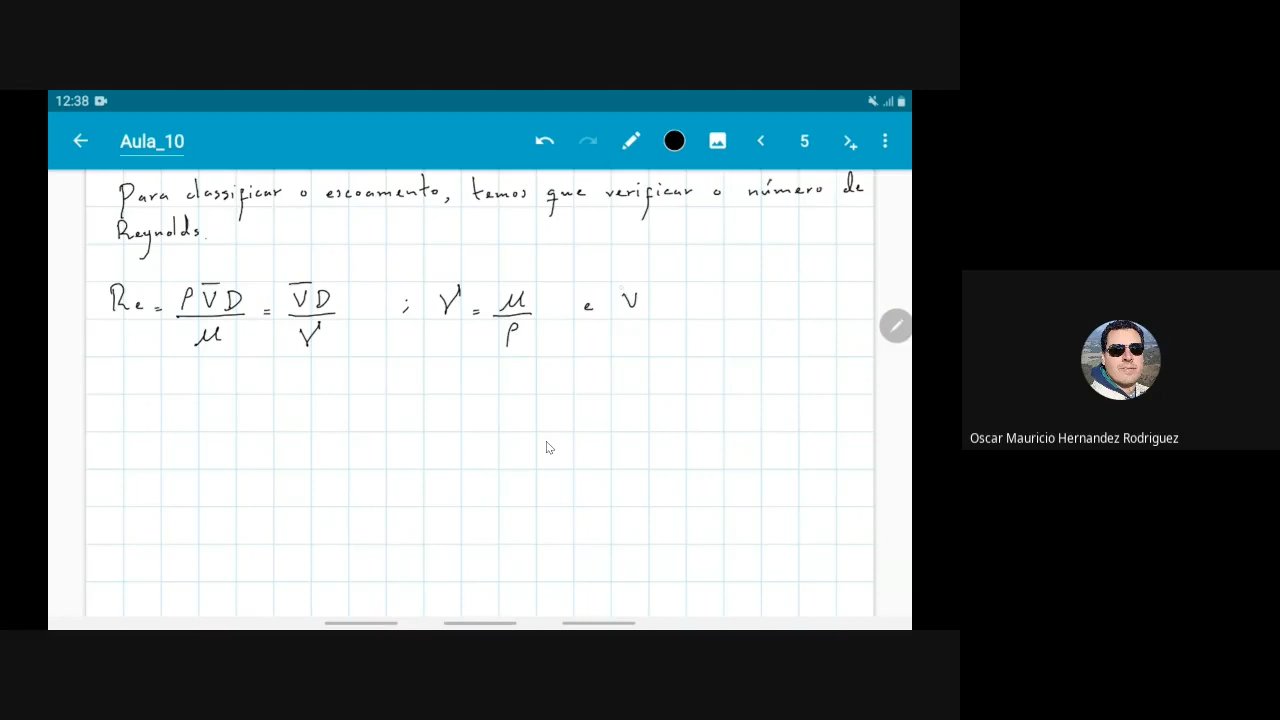 12:38
Aula_10
5
Para classificar o escoamento, temos que verificar o número de
Reynolds.
Re = ρV̅D/μ = V̅D/ν ; ν = μ/ρ e V
Oscar Mauricio Hernandez Rodriguez